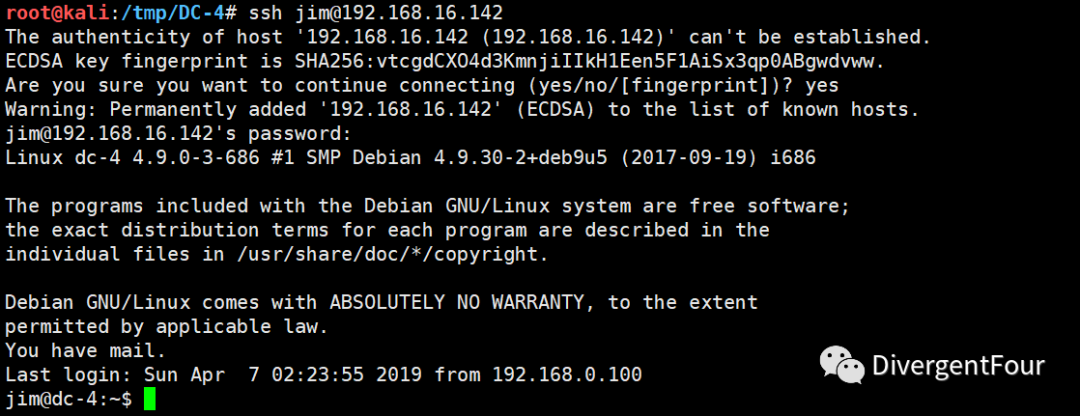 root@kali:/tmp/DC-4# ssh jim@192.168.16.142
The authenticity of host '192.168.16.142 (192.168.16.142)' can't be established.
ECDSA key fingerprint is SHA256:vtcgdCXO4d3KmnjiIIkH1Een5F1AiSx3qp0ABgwdvww.
Are you sure you want to continue connecting (yes/no/[fingerprint])? yes
Warning: Permanently added '192.168.16.142' (ECDSA) to the list of known hosts.
jim@192.168.16.142's password:
Linux dc-4 4.9.0-3-686 #1 SMP Debian 4.9.30-2+deb9u5 (2017-09-19) i686

The programs included with the Debian GNU/Linux system are free software;
the exact distribution terms for each program are described in the
individual files in /usr/share/doc/*/copyright.

Debian GNU/Linux comes with ABSOLUTELY NO WARRANTY, to the extent
permitted by applicable law.
You have mail.
Last login: Sun Apr  7 02:23:55 2019 from 192.168.0.100
jim@dc-4:~$
DivergentFour